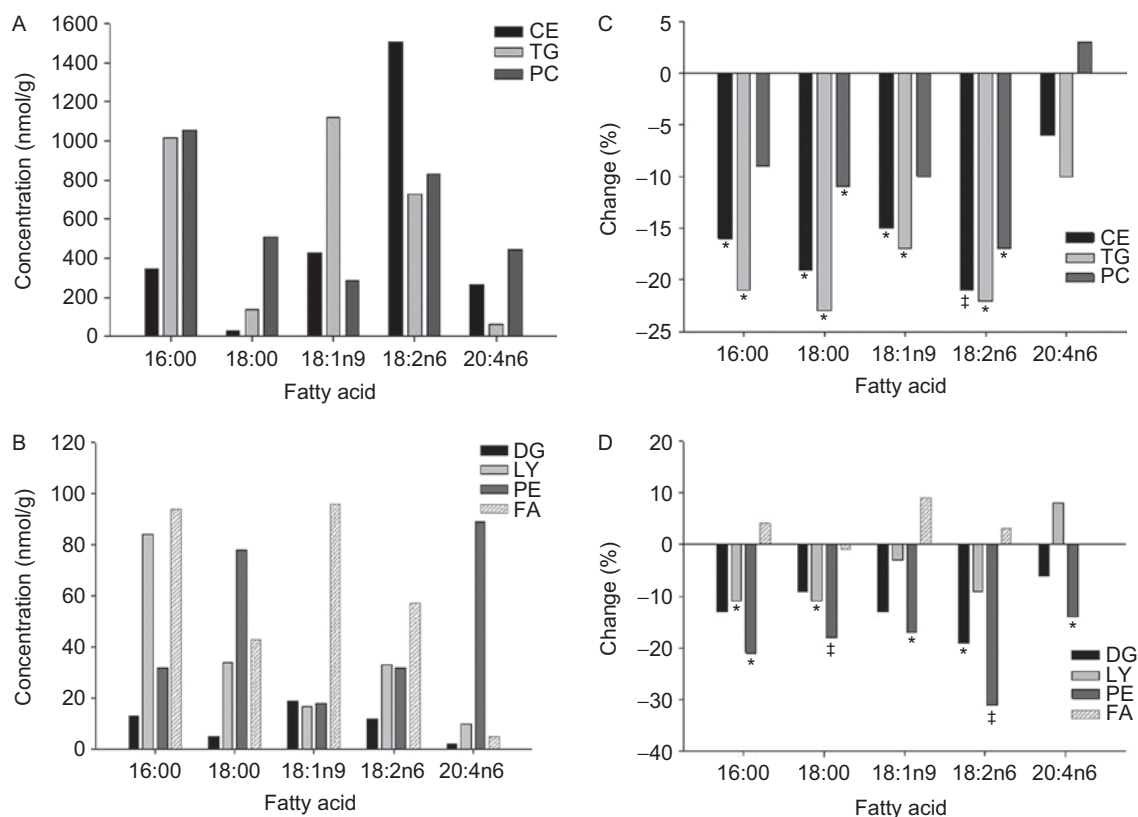 A
Concentration (nmol/g)
1600
1400
1200
1000
800
600
400
200
0
CE
TG
PC
16:00 18:00 18:1n9 18:2n6 20:4n6
Fatty acid
C
Change (%)
5
0
−5
−10
−15
−20
−25
* * * * * * * ‡ * *
CE
TG
PC
16:00 18:00 18:1n9 18:2n6 20:4n6
Fatty acid
B
Concentration (nmol/g)
120
100
80
60
40
20
0
DG
LY
PE
FA
16:00 18:00 18:1n9 18:2n6 20:4n6
Fatty acid
D
Change (%)
20
10
0
−10
−20
−30
−40
* * * ‡ * * ‡ *
DG
LY
PE
FA
16:00 18:00 18:1n9 18:2n6 20:4n6
Fatty acid